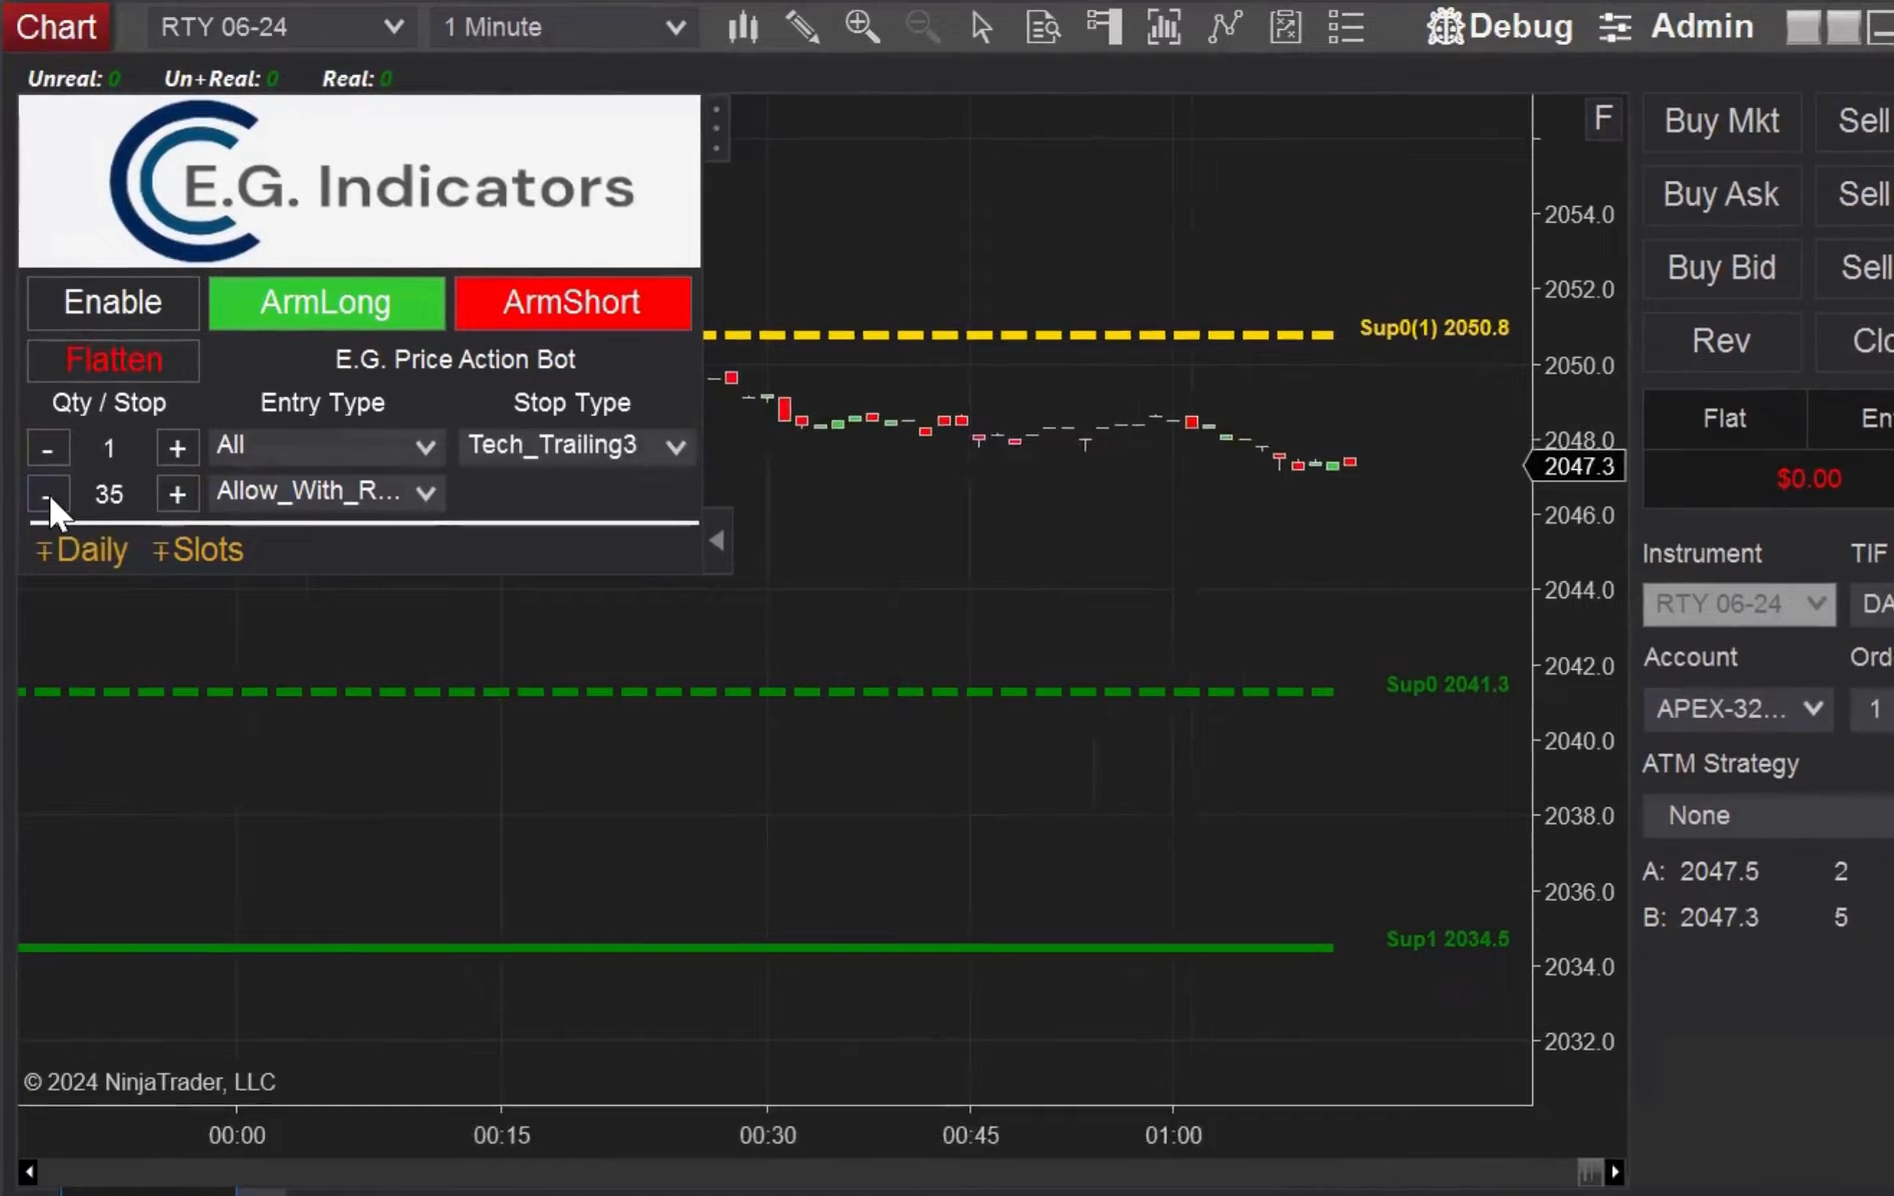 Chart RTY 06-24 1 Minute Debug Admin
Unreal: 0 Un+Real: 0 Real: 0
E.G. Indicators
F
Buy Mkt Sell
Buy Ask Sell
Buy Bid Sell
Rev Clo
Flat En
$0.00
Enable ArmLong ArmShort
Flatten E.G. Price Action Bot
Qty / Stop Entry Type Stop Type
- 1 + All Tech_Trailing3
- 35 + Allow_With_R...
Daily Slots
Sup0(1) 2050.8
Sup0 2041.3
Sup1 2034.5
2054.0
2052.0
2050.0
2048.0
2047.3
2046.0
2044.0
2042.0
2040.0
2038.0
2036.0
2034.0
2032.0
Instrument TIF
RTY 06-24 DA
Account Ord
APEX-32... 1
ATM Strategy
None
A: 2047.5 2
B: 2047.3 5
© 2024 NinjaTrader, LLC
00:00 00:15 00:30 00:45 01:00